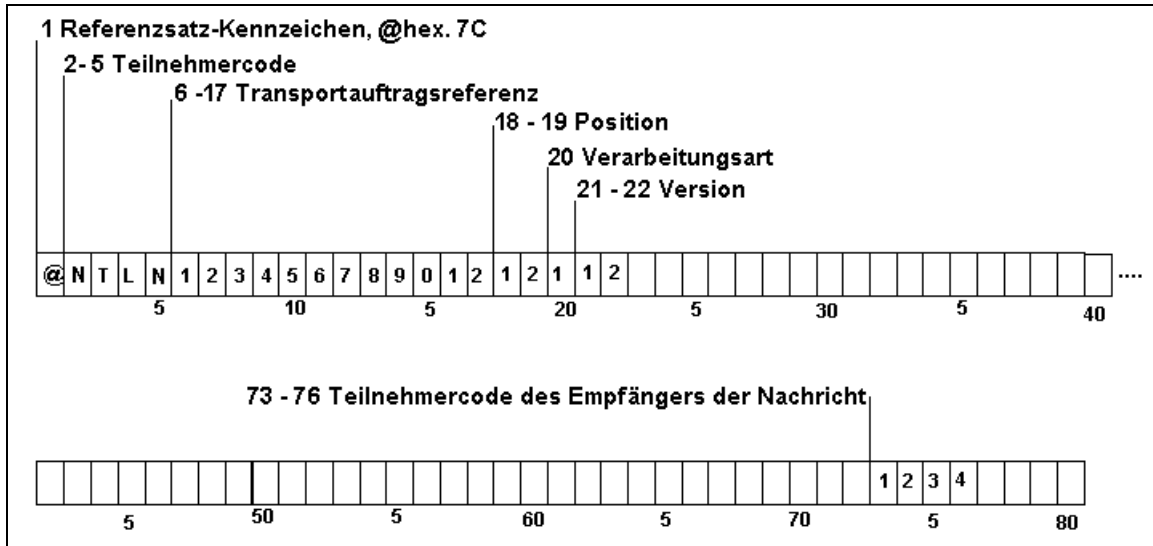 1 Referenzsatz-Kennzeichen, @hex. 7C
2- 5 Teilnehmercode
6 -17 Transportauftragsreferenz
18 - 19 Position
20 Verarbeitungsart
21 - 22 Version
@ N T L N 1 2 3 4 5 6 7 8 9 0 1 2 1 2 1 1 2 ....
5 10 5 20 5 30 5 40
73 - 76 Teilnehmercode des Empfängers der Nachricht
1 2 3 4
5 50 5 60 5 70 5 80